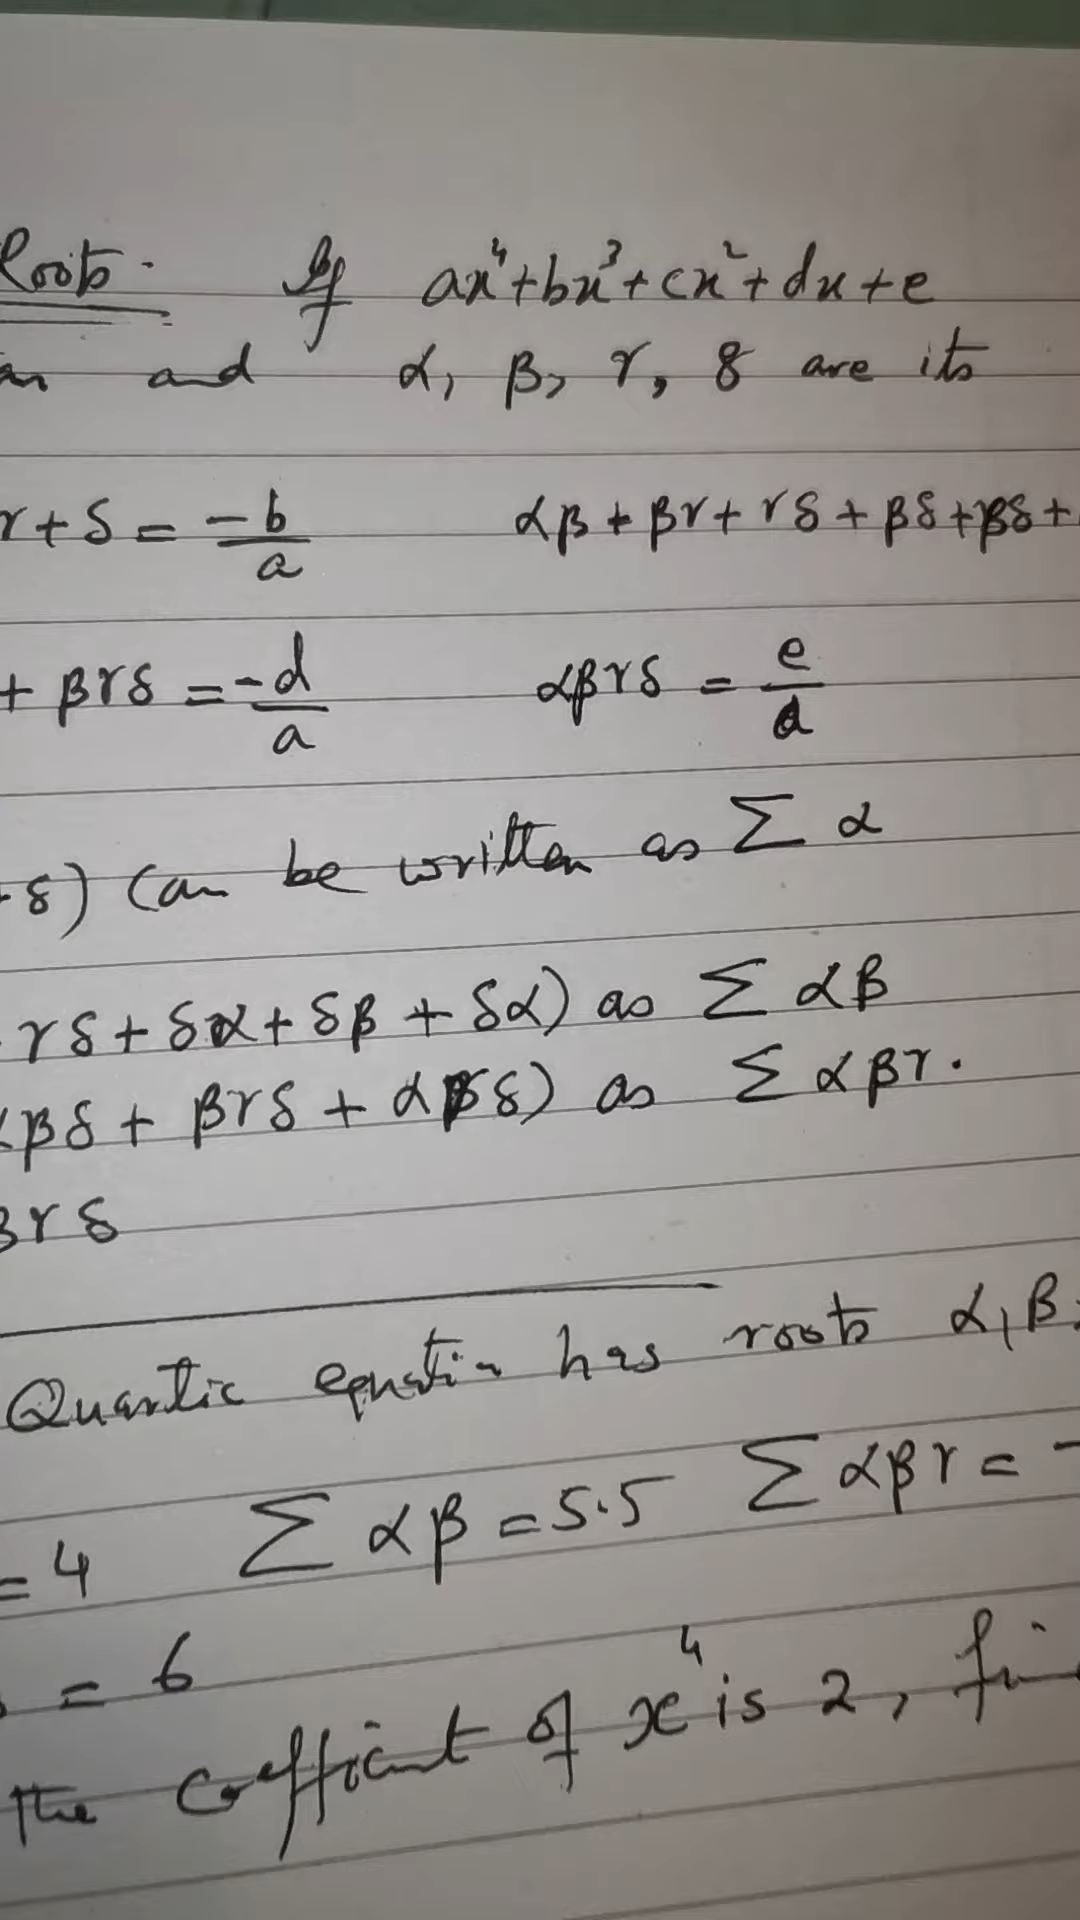 Roots. If ax⁴+bx³+cx²+dx+e
and α, β, γ, 8 are its
γ+δ = -b/a αβ + βγ + γδ + βδ + βδ +
+ βγδ = -d/a αβγδ = e/a
δ) can be written as Σ α
γδ + δα + δβ + δα) as Σ αβ
βδ + βγδ + αγδ) as Σ αβγ.
βγδ
Quartic equation has roots α, β,
= 4 Σ αβ = 5.5 Σ αβγ = -
= 6
The coefficient of x⁴ is 2,